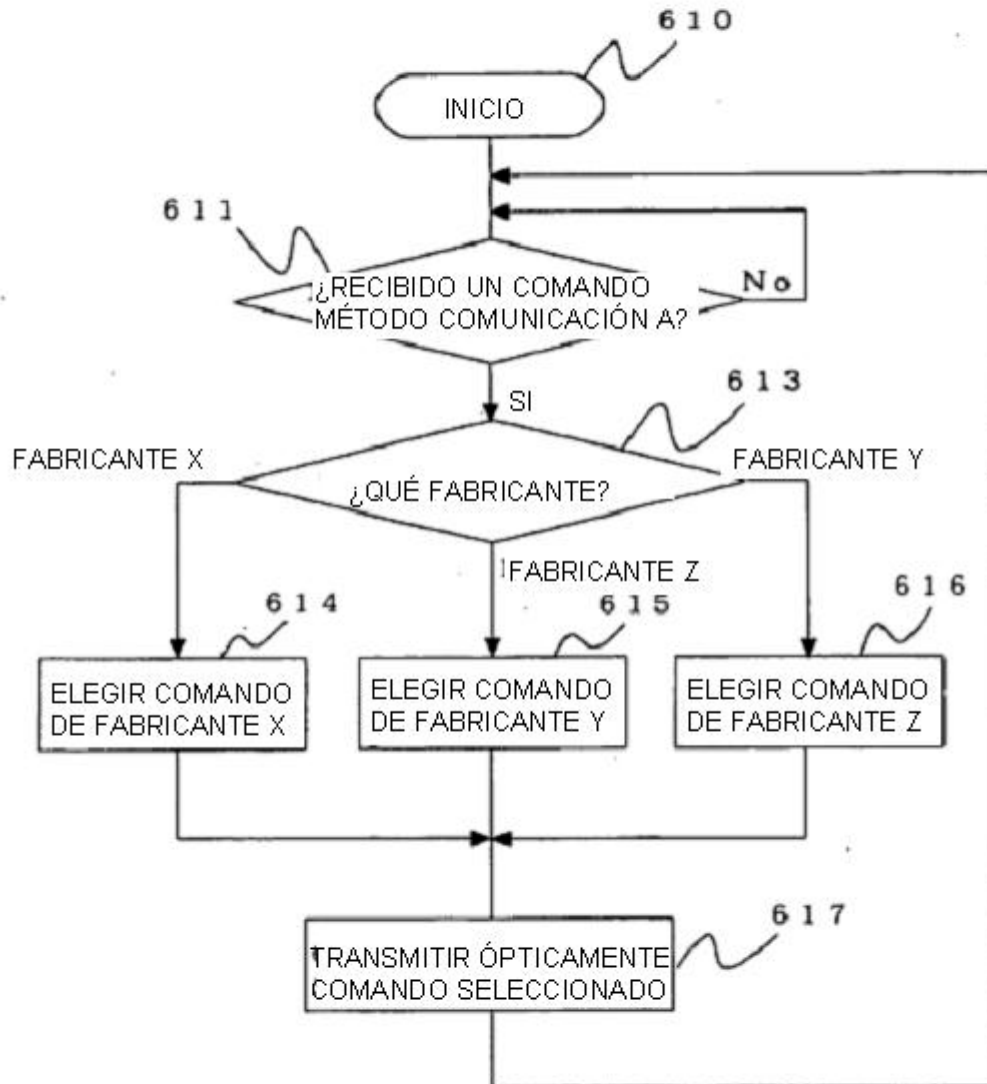 610
INICIO
611
¿RECIBIDO UN COMANDO
MÉTODO COMUNICACIÓN A?
No
SI
613
FABRICANTE X
¿QUÉ FABRICANTE?
FABRICANTE Y
FABRICANTE Z
614
615
616
ELEGIR COMANDO
DE FABRICANTE X
ELEGIR COMANDO
DE FABRICANTE Y
ELEGIR COMANDO
DE FABRICANTE Z
617
TRANSMITIR ÓPTICAMENTE
COMANDO SELECCIONADO